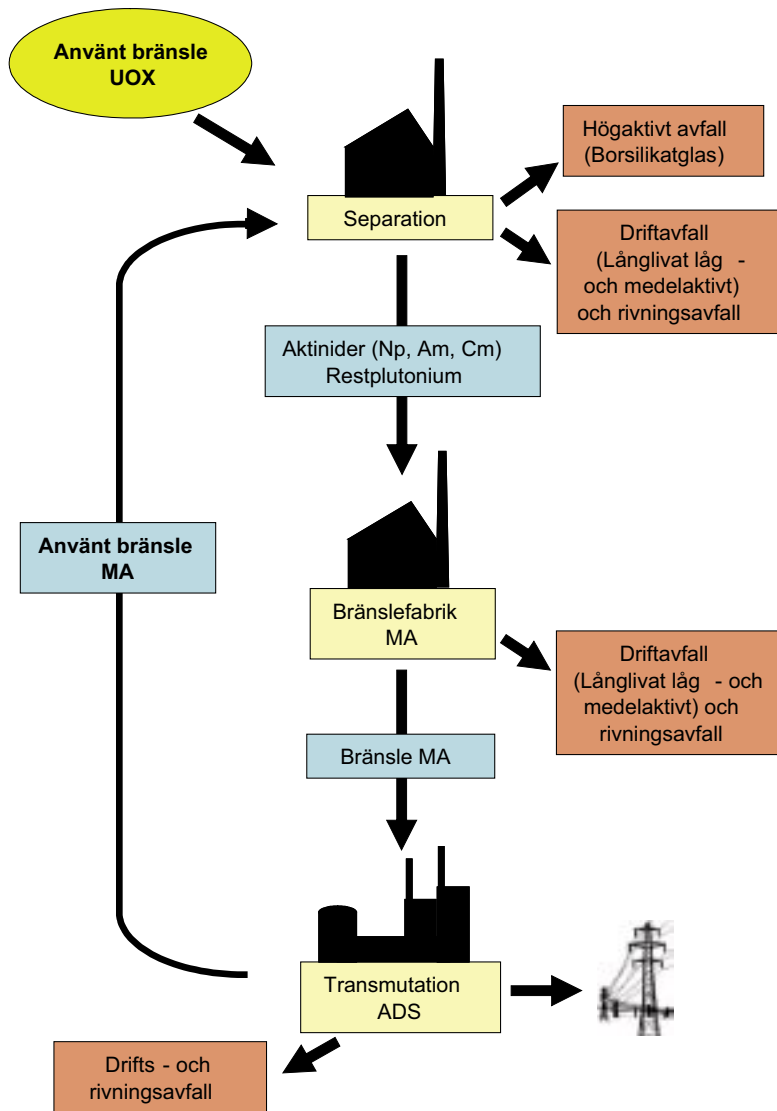 Använt bränsle
UOX
Högaktivt avfall
(Borsilikatglas)
Separation
Driftavfall
(Långlivat låg -
och medelaktivt)
och rivningsavfall
Aktinider (Np, Am, Cm)
Restplutonium
Använt bränsle
MA
Bränslefabrik
MA
Driftavfall
(Långlivat låg - och
medelaktivt) och
rivningsavfall
Bränsle MA
Transmutation
ADS
Drifts - och
rivningsavfall